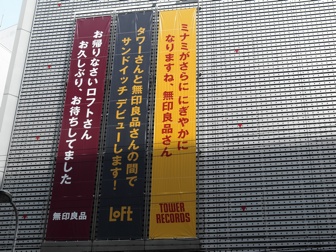 お帰りなさいロフトさん
お久しぶり、お待ちしてました
無印良品
タワーさんと無印良品さんの間で
サンドイッチ デビューします!
LOFT
ミナミがさらに にぎやかに
なりますね、無印良品さん
TOWER
RECORDS